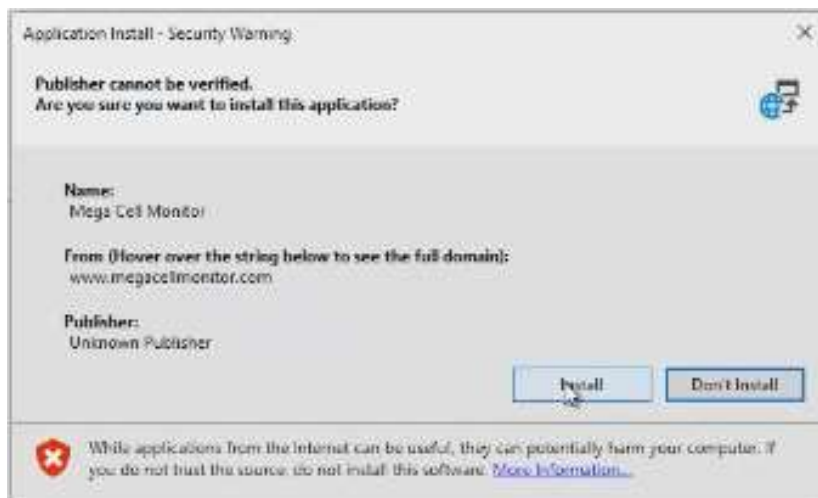 Application Install - Security Warning
Publisher cannot be verified.
Are you sure you want to install this application?
Name:
Mega Cell Monitor
From (Hover over the string below to see the full domain):
www.megacellmonitor.com
Publisher:
Unknown Publisher
Install
Don't Install
While applications from the Internet can be useful, they can potentially harm your computer. If
you do not trust the source, do not install this software. More Information...